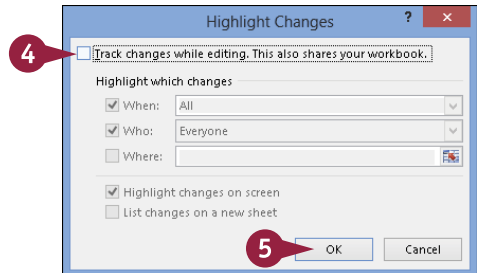 Highlight Changes
? ×
4
Track changes while editing. This also shares your workbook.
Highlight which changes
When: All
Who: Everyone
Where:
Highlight changes on screen
List changes on a new sheet
5
OK Cancel